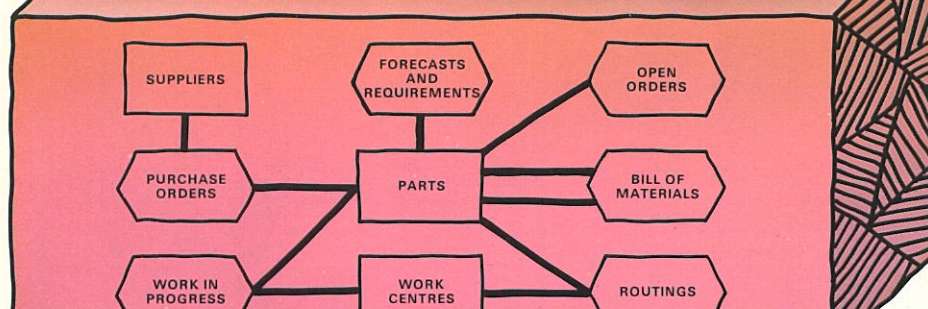 SUPPLIERS
FORECASTS
AND
REQUIREMENTS
OPEN
ORDERS
PURCHASE
ORDERS
PARTS
BILL OF
MATERIALS
WORK IN
PROGRESS
WORK
CENTRES
ROUTINGS